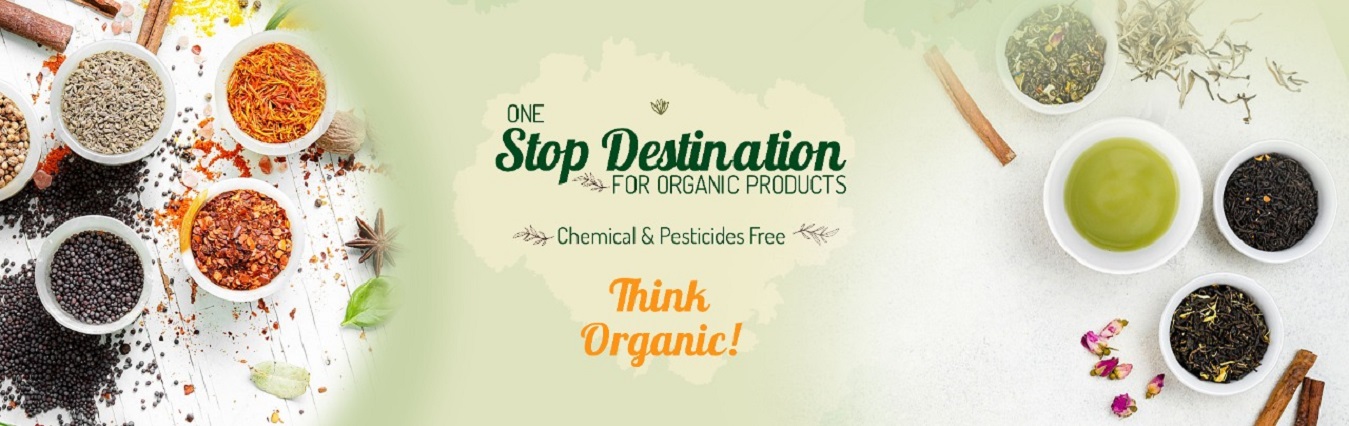 ONE
Stop Destination
FOR ORGANIC PRODUCTS
Chemical & Pesticides Free
Think
Organic!